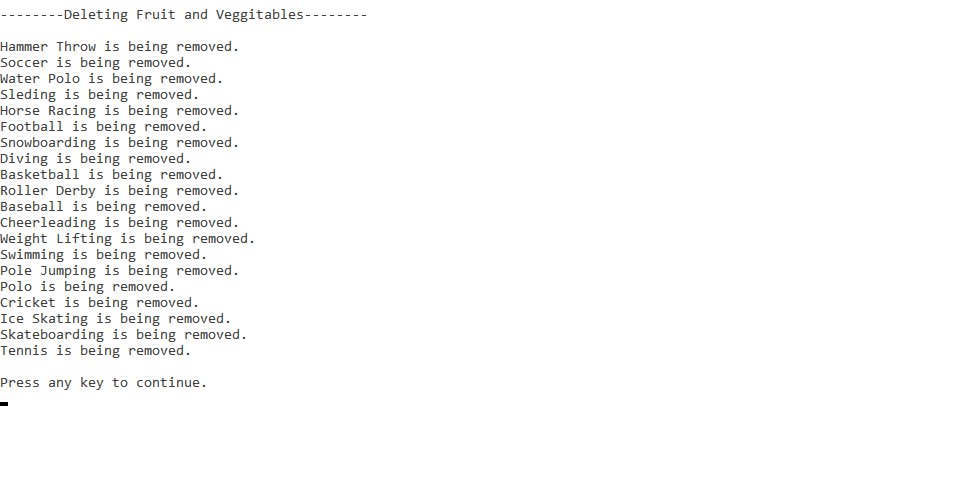 --------Deleting Fruit and Veggitables--------
Hammer Throw is being removed.
Soccer is being removed.
Water Polo is being removed.
Sleding is being removed.
Horse Racing is being removed.
Football is being removed.
Snowboarding is being removed.
Diving is being removed.
Basketball is being removed.
Roller Derby is being removed.
Baseball is being removed.
Cheerleading is being removed.
Weight Lifting is being removed.
Swimming is being removed.
Pole Jumping is being removed.
Polo is being removed.
Cricket is being removed.
Ice Skating is being removed.
Skateboarding is being removed.
Tennis is being removed.
Press any key to continue.